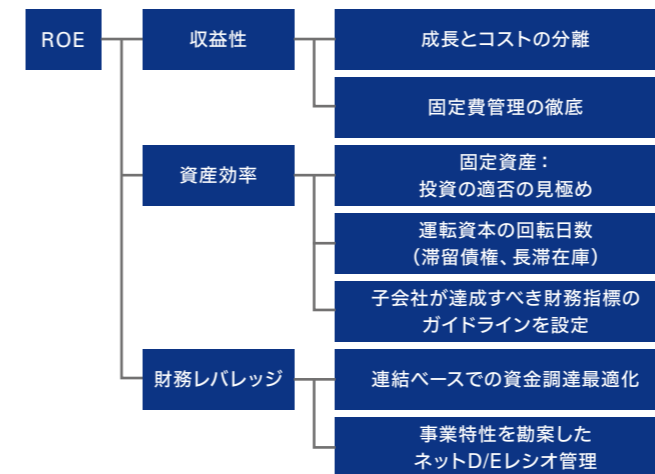 ROE
収益性
成長とコストの分離
固定費管理の徹底
資産効率
固定資産：
投資の適否の見極め
運転資本の回転日数
（滞留債権、長滞在庫）
子会社が達成すべき財務指標の
ガイドラインを設定
財務レバレッジ
連結ベースでの資金調達最適化
事業特性を勘案した
ネットD/Eレシオ管理